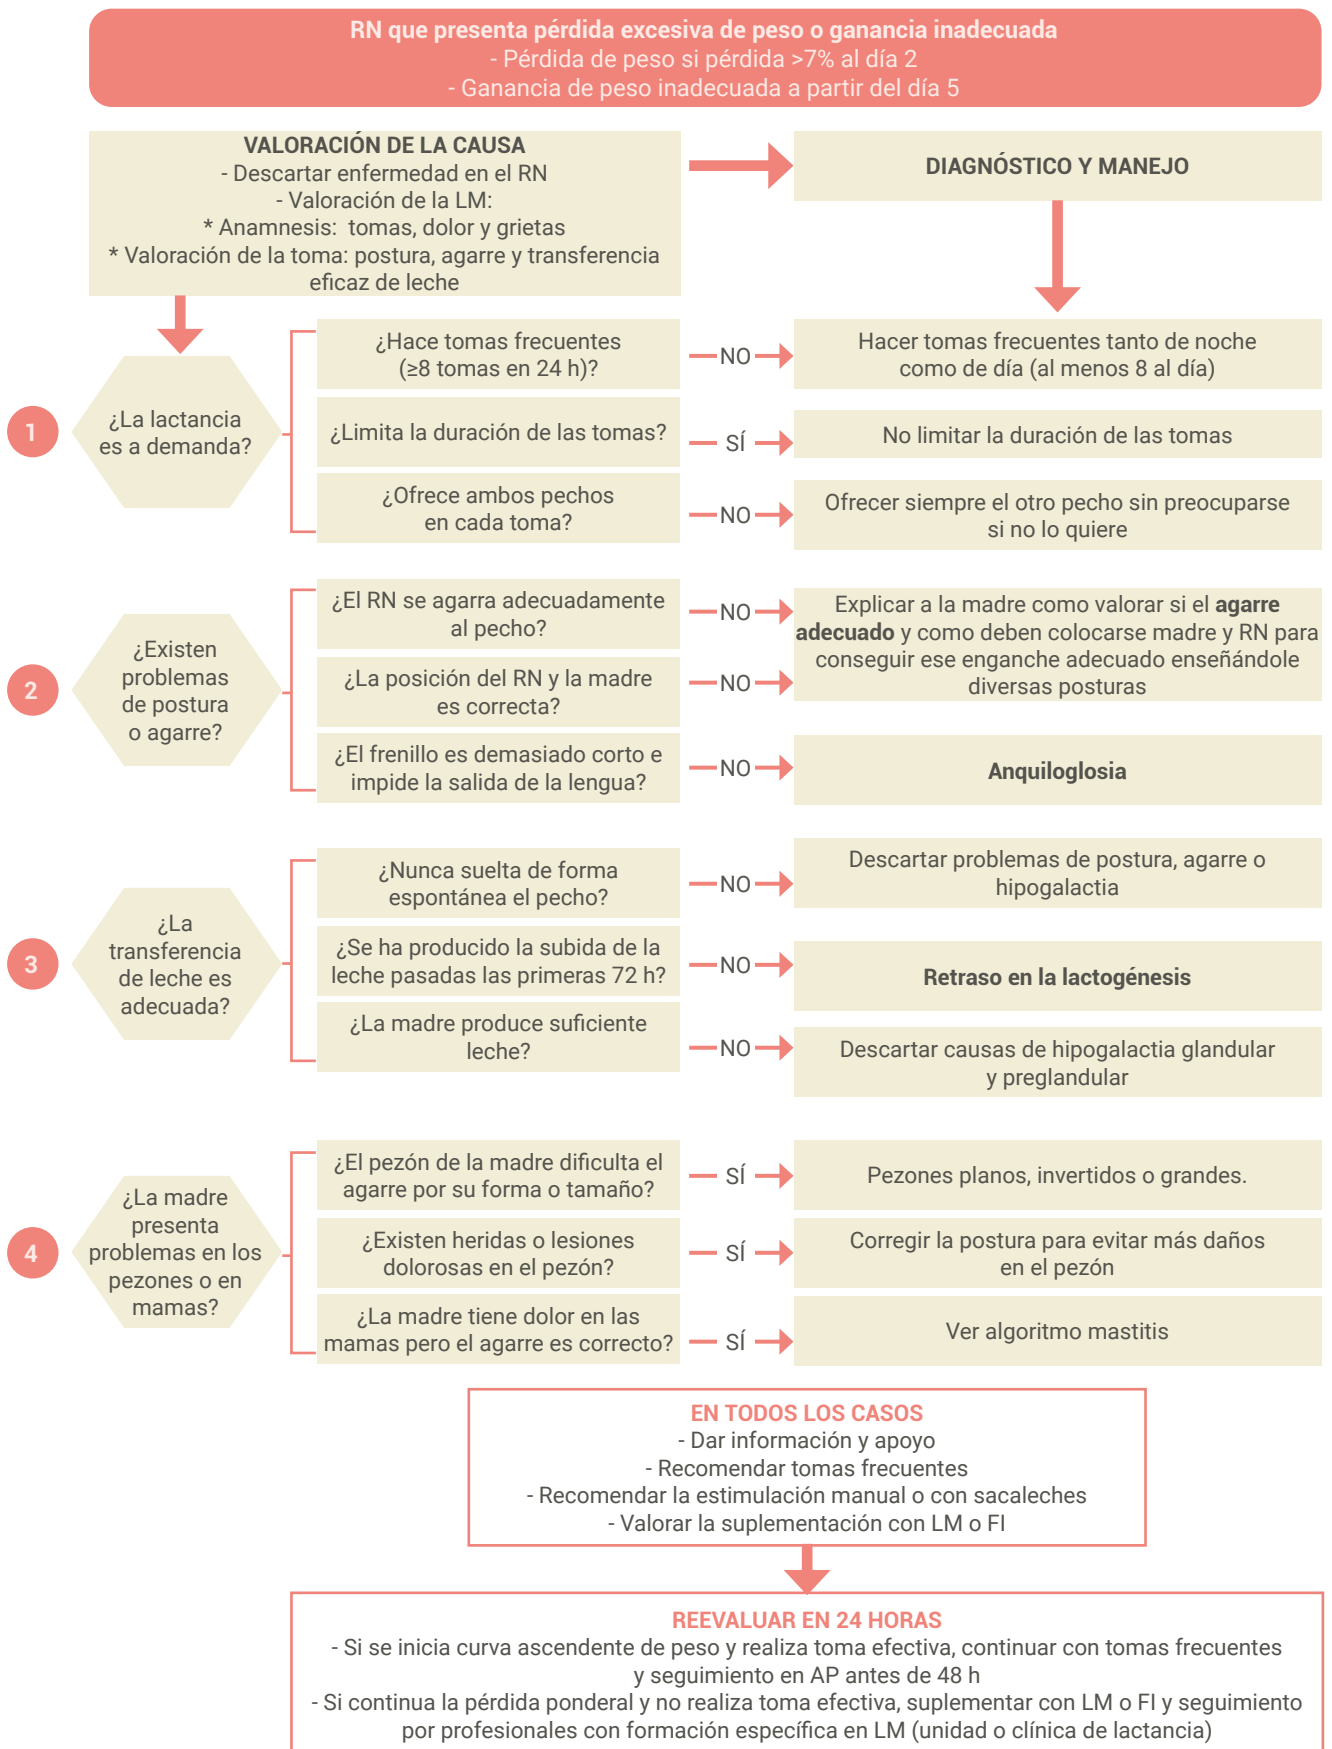 RN que presenta pérdida excesiva de peso o ganancia inadecuada
- Pérdida de peso si pérdida >7% al día 2
- Ganancia de peso inadecuada a partir del día 5
VALORACIÓN DE LA CAUSA
- Descartar enfermedad en el RN
- Valoración de la LM:
* Anamnesis: tomas, dolor y grietas
* Valoración de la toma: postura, agarre y transferencia
eficaz de leche
DIAGNÓSTICO Y MANEJO
1
¿La lactancia
es a demanda?
¿Hace tomas frecuentes
(≥8 tomas en 24 h)?
NO
Hacer tomas frecuentes tanto de noche
como de día (al menos 8 al día)
¿Limita la duración de las tomas?
SÍ
No limitar la duración de las tomas
¿Ofrece ambos pechos
en cada toma?
NO
Ofrecer siempre el otro pecho sin preocuparse
si no lo quiere
2
¿Existen
problemas
de postura
o agarre?
¿El RN se agarra adecuadamente
al pecho?
NO
¿La posición del RN y la madre
es correcta?
NO
Explicar a la madre como valorar si el agarre
adecuado y como deben colocarse madre y RN para
conseguir ese enganche adecuado enseñándole
diversas posturas
¿El frenillo es demasiado corto e
impide la salida de la lengua?
NO
Anquiloglosia
3
¿La
transferencia
de leche es
adecuada?
¿Nunca suelta de forma
espontánea el pecho?
NO
Descartar problemas de postura, agarre o
hipogalactia
¿Se ha producido la subida de la
leche pasadas las primeras 72 h?
NO
Retraso en la lactogénesis
¿La madre produce suficiente
leche?
NO
Descartar causas de hipogalactia glandular
y preglandular
4
¿La madre
presenta
problemas en los
pezones o en
mamas?
¿El pezón de la madre dificulta el
agarre por su forma o tamaño?
SÍ
Pezones planos, invertidos o grandes.
¿Existen heridas o lesiones
dolorosas en el pezón?
SÍ
Corregir la postura para evitar más daños
en el pezón
¿La madre tiene dolor en las
mamas pero el agarre es correcto?
SÍ
Ver algoritmo mastitis
EN TODOS LOS CASOS
- Dar información y apoyo
- Recomendar tomas frecuentes
- Recomendar la estimulación manual o con sacaleches
- Valorar la suplementación con LM o FI
REEVALUAR EN 24 HORAS
- Si se inicia curva ascendente de peso y realiza toma efectiva, continuar con tomas frecuentes
y seguimiento en AP antes de 48 h
- Si continua la pérdida ponderal y no realiza toma efectiva, suplementar con LM o FI y seguimiento
por profesionales con formación específica en LM (unidad o clínica de lactancia)